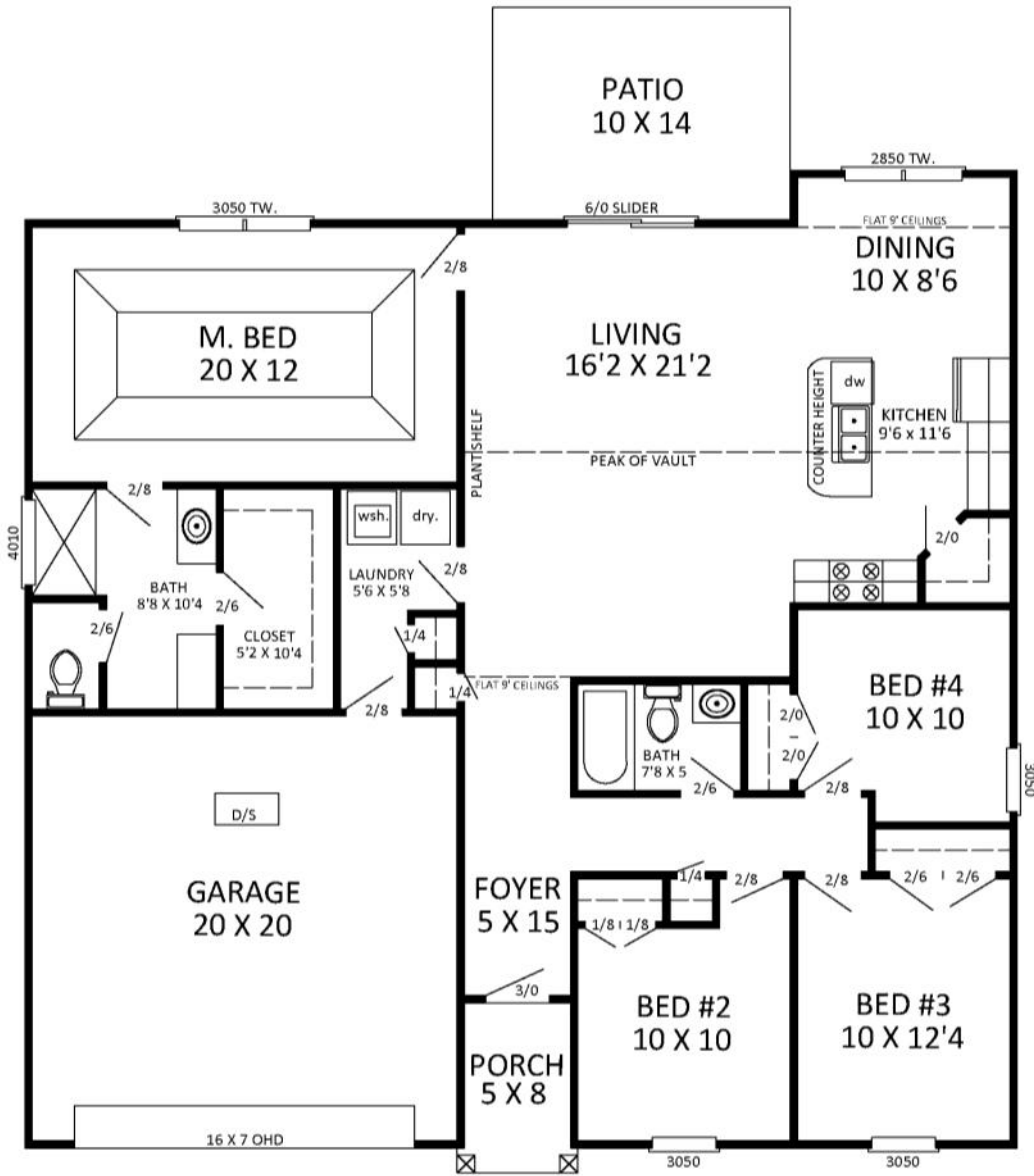 PATIO
10 X 14
2850 TW.
3050 TW.
6/0 SLIDER
FLAT 9' CEILINGS
DINING
10 X 8'6
2/8
M. BED
20 X 12
LIVING
16'2 X 21'2
dw
COUNTER HEIGHT
KITCHEN
9'6 x 11'6
PLANT SHELF
PEAK OF VAULT
2/8
4010
wsh.
dry.
2/0
BATH
8'8 X 10'4
LAUNDRY
5'6 X 5'8
2/8
2/6
2/6
CLOSET
5'2 X 10'4
1/4
1/4
FLAT 9' CEILINGS
2/8
BED #4
10 X 10
2/0
2/0
BATH
7'8 X 5
2/6
2/8
3050
D/S
GARAGE
20 X 20
FOYER
5 X 15
1/4
2/8
2/8
2/6
2/6
1/8
1/8
3/0
BED #2
10 X 10
BED #3
10 X 12'4
PORCH
5 X 8
16 X 7 OHD
3050
3050